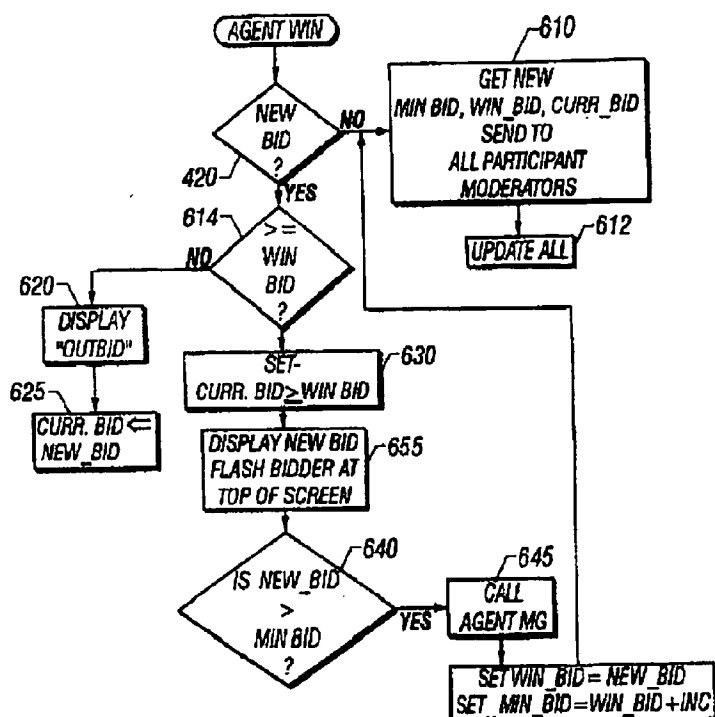 AGENT WIN
610
GET NEW
MIN BID, WIN_BID, CURR_BID
SEND TO
ALL PARTICIPANT
MODERATORS
NEW
BID
?
NO
420
YES
612
UPDATE ALL
614
>=
WIN
BID
?
NO
620
DISPLAY
"OUTBID"
625
CURR. BID ⇐
NEW_BID
630
SET-
CURR. BID≥WIN BID
655
DISPLAY NEW BID
FLASH BIDDER AT
TOP OF SCREEN
640
IS NEW_BID
>
MIN BID
?
YES
645
CALL
AGENT MG
SET WIN_BID = NEW_BID
SET MIN_BID=WIN_BID+INC